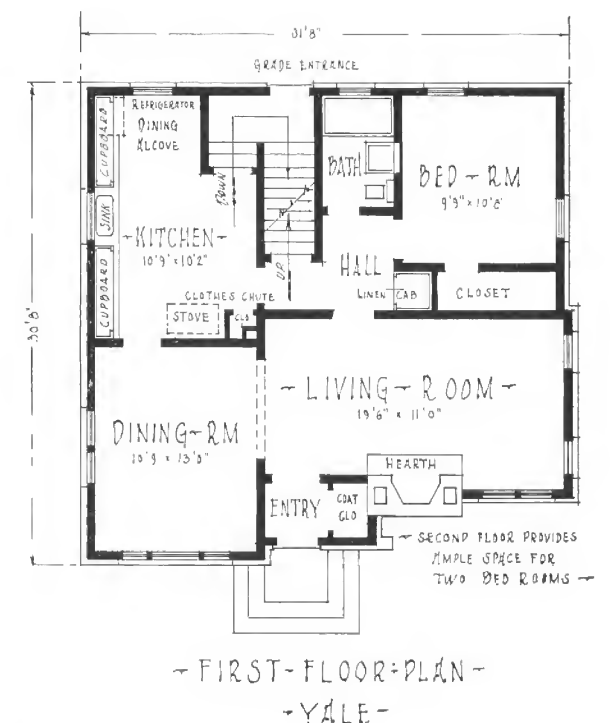 31'8"
GRADE ENTRANCE
REFRIGERATOR
DINING
ALCOVE
CUPBOARD
SINK
CUPBOARD
-KITCHEN-
10'9" x 10'2"
DOWN
UP
BATH
BED-RM
9'9" x 10'8"
HALL
LINEN CAB
CLOSET
CLOTHES CHUTE
STOVE
CLO
30'8"
-LIVING-ROOM-
19'6" x 11'0"
DINING-RM
10'9 x 13'0"
HEARTH
ENTRY
COAT
CLO
- SECOND FLOOR PROVIDES
AMPLE SPACE FOR
TWO BED ROOMS -
-FIRST-FLOOR-PLAN-
-YALE-